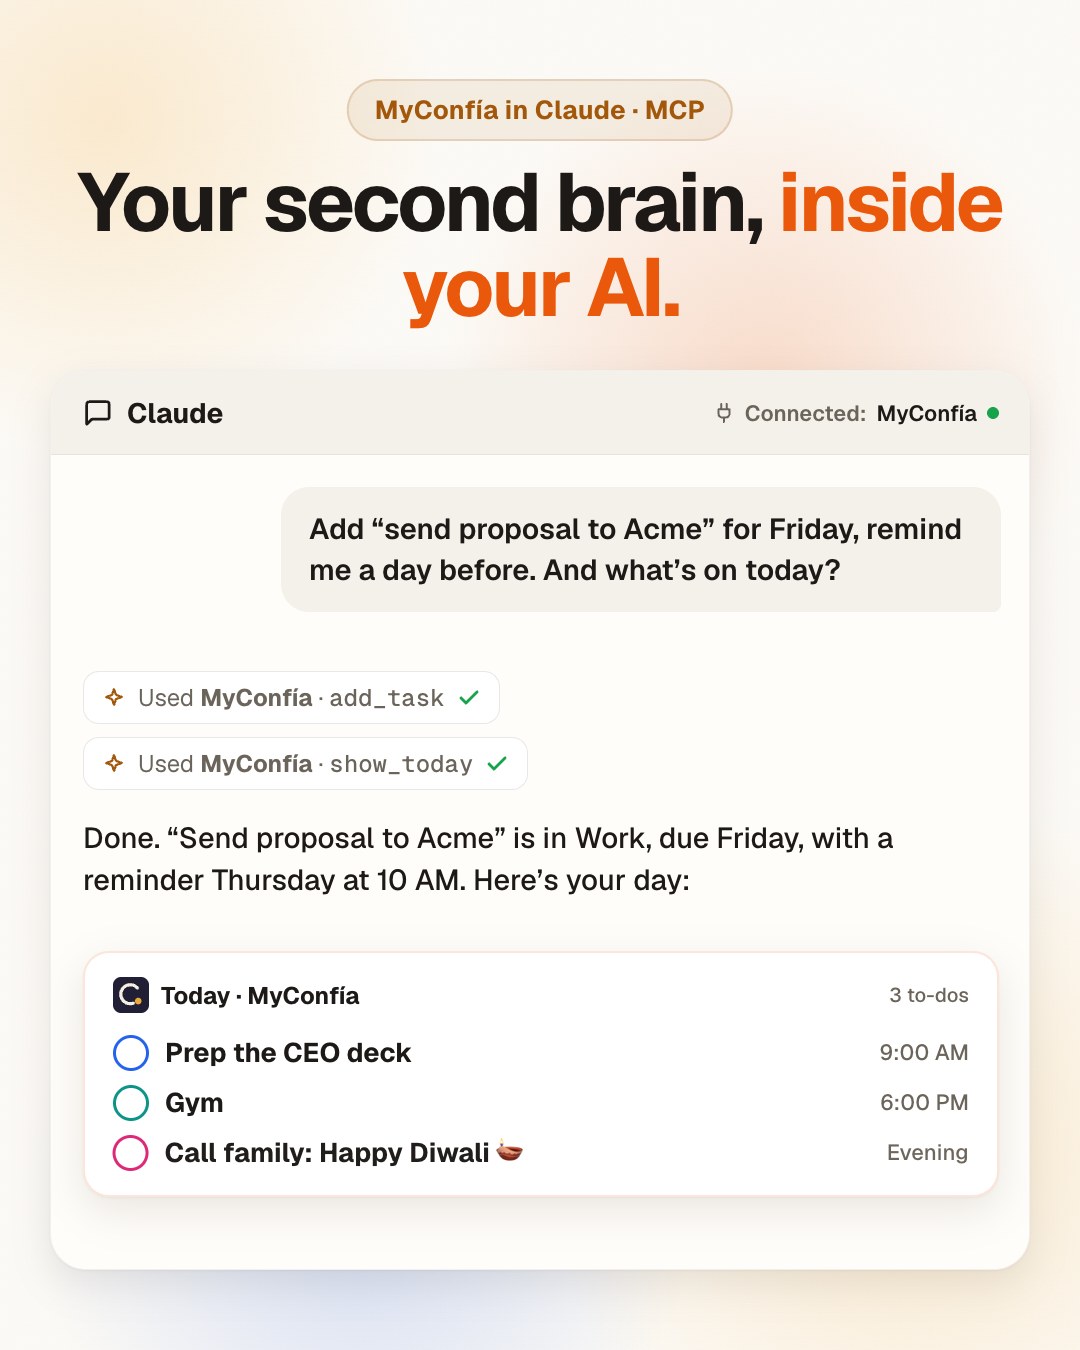 MyConfía in Claude · MCP
Your second brain, inside
your AI.
Claude
Connected: MyConfía
Add “send proposal to Acme” for Friday, remind
me a day before. And what’s on today?
Used MyConfía · add_task
Used MyConfía · show_today
Done. “Send proposal to Acme” is in Work, due Friday, with a
reminder Thursday at 10 AM. Here’s your day:
Today · MyConfía
3 to-dos
Prep the CEO deck
9:00 AM
Gym
6:00 PM
Call family: Happy Diwali 🪔
Evening